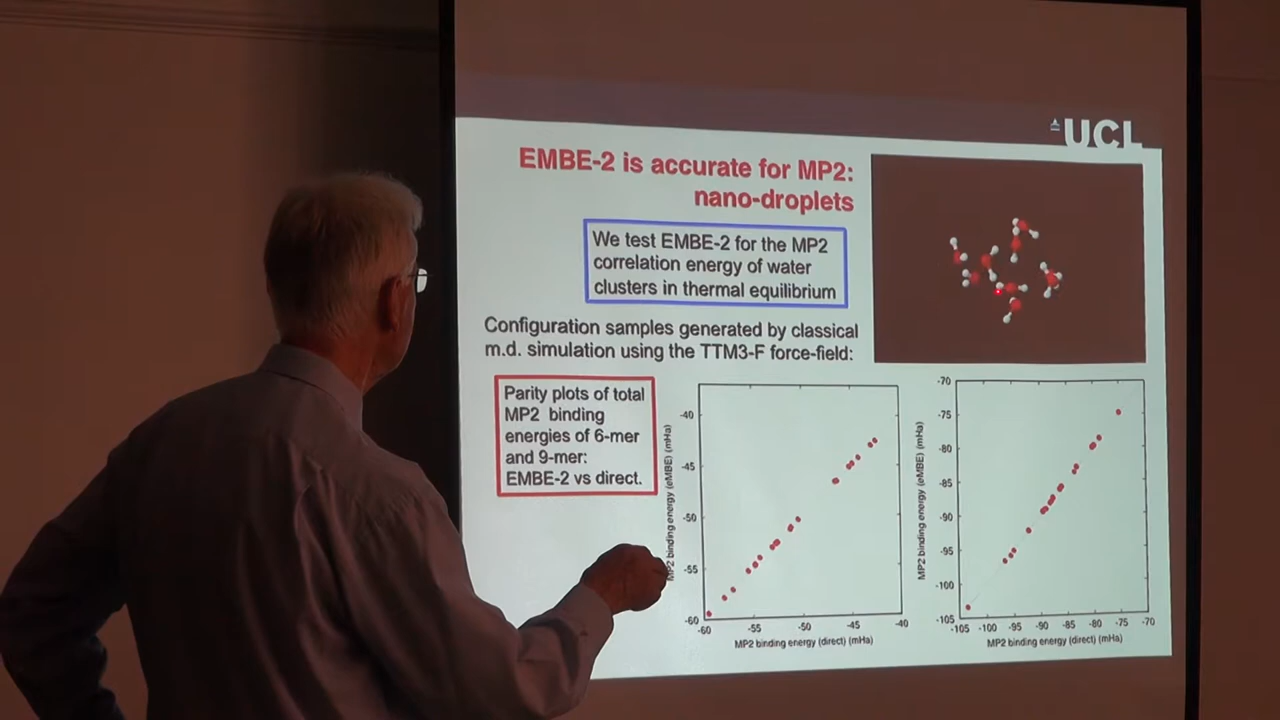 UCL
EMBE-2 is accurate for MP2:
nano-droplets
We test EMBE-2 for the MP2
correlation energy of water
clusters in thermal equilibrium
Configuration samples generated by classical
m.d. simulation using the TTM3-F force-field:
Parity plots of total
MP2 binding
energies of 6-mer
and 9-mer:
EMBE-2 vs direct.
MP2 binding energy (eMBE) (mHa)
-40
-45
-50
-55
-60
-60 -55 -50 -45 -40
MP2 binding energy (direct) (mHa)
MP2 binding energy (eMBE) (mHa)
-70
-75
-80
-85
-90
-95
-100
-105
-105 -100 -95 -90 -85 -80 -75 -70
MP2 binding energy (direct) (mHa)